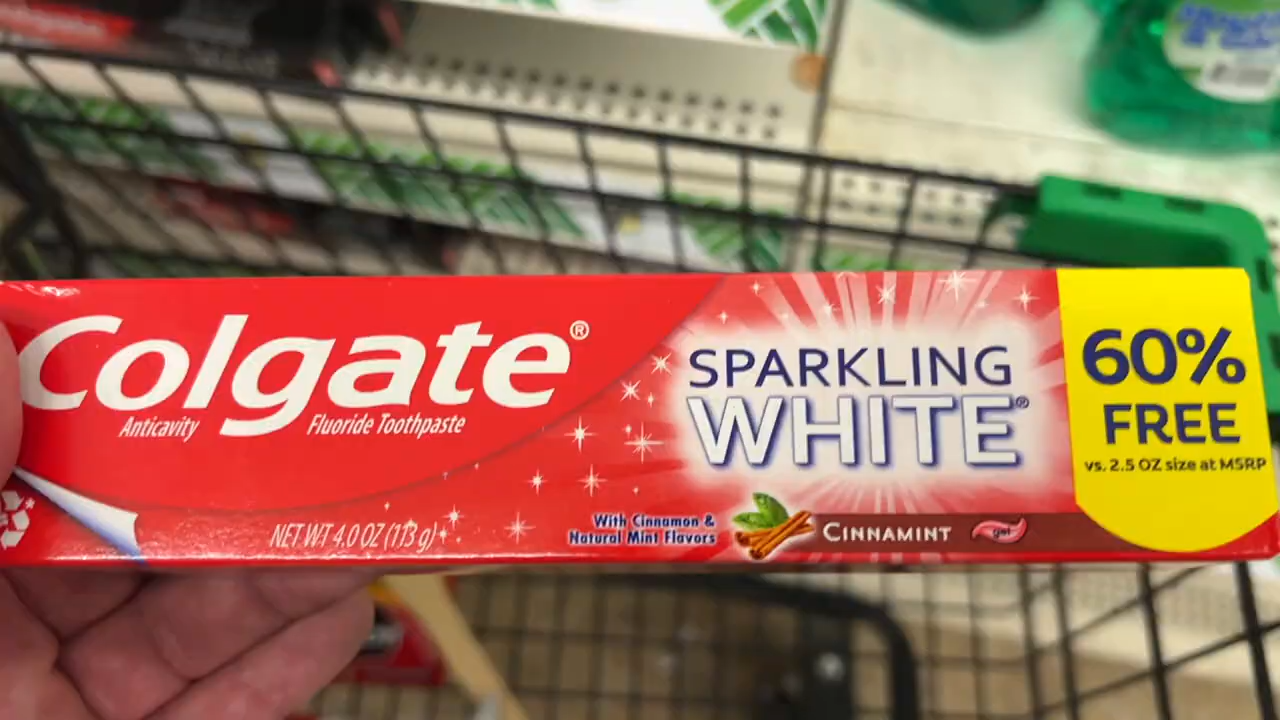 Colgate®
Anticavity Fluoride Toothpaste
NET WT 4.0 OZ (113 g)
SPARKLING
WHITE®
With Cinnamon &
Natural Mint Flavors
CINNAMINT
gel
60%
FREE
vs. 2.5 OZ size at MSRP